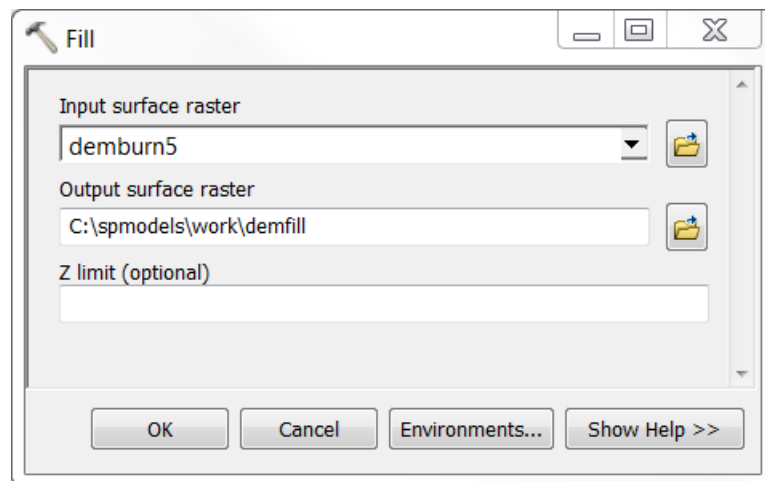 Fill
Input surface raster
demburn5
Output surface raster
C:\spmodels\work\demfill
Z limit (optional)
OK Cancel Environments... Show Help >>